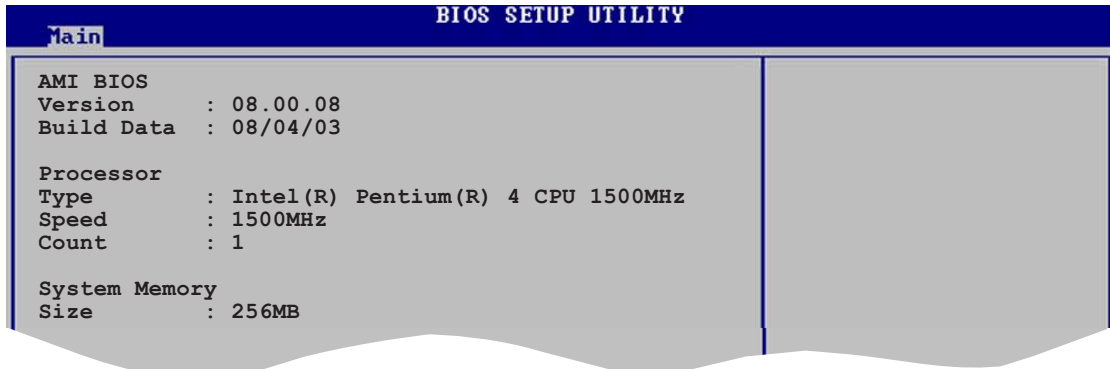 BIOS SETUP UTILITY
Main
AMI BIOS
Version : 08.00.08
Build Data : 08/04/03
Processor
Type : Intel(R) Pentium(R) 4 CPU 1500MHz
Speed : 1500MHz
Count : 1
System Memory
Size : 256MB